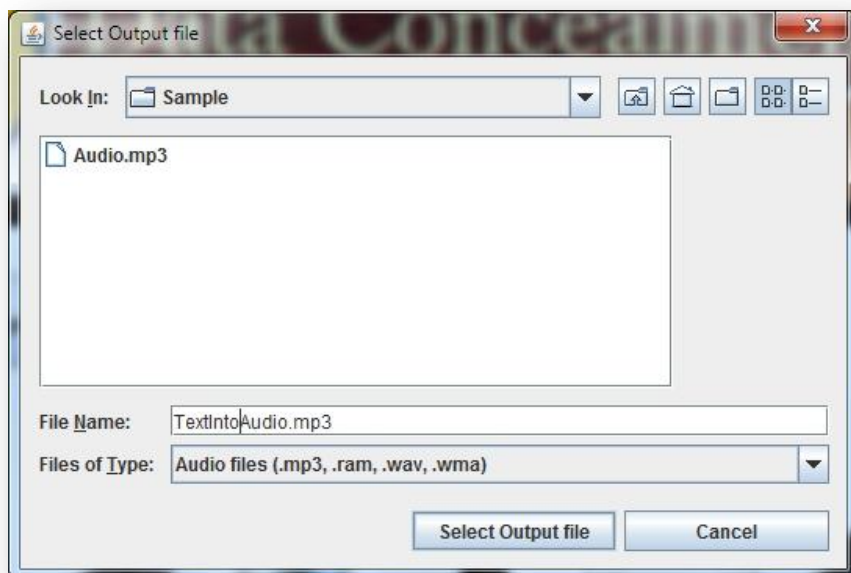 Select Output file
Look In: Sample
Audio.mp3
File Name: TextIntoAudio.mp3
Files of Type: Audio files (.mp3, .ram, .wav, .wma)
Select Output file Cancel